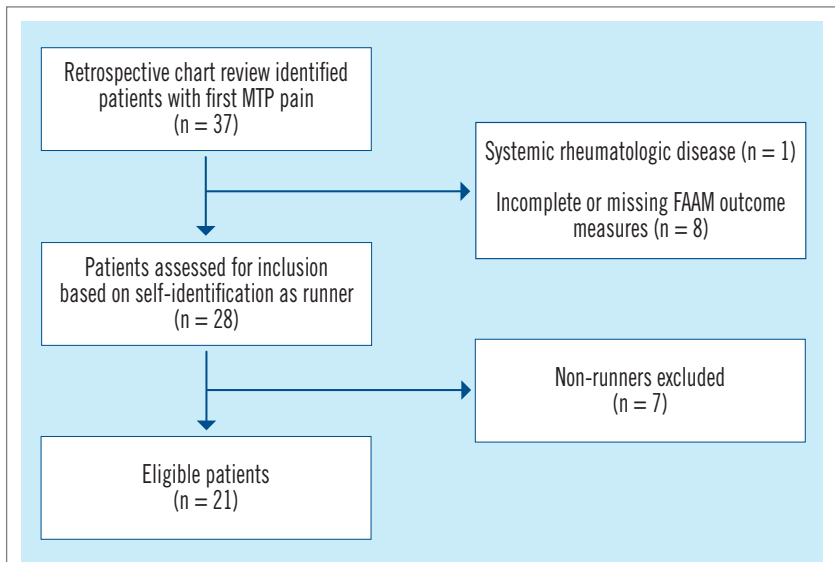 Retrospective chart review identified
patients with first MTP pain
(n = 37)
Systemic rheumatologic disease (n = 1)
Incomplete or missing FAAM outcome
measures (n = 8)
Patients assessed for inclusion
based on self-identification as runner
(n = 28)
Non-runners excluded
(n = 7)
Eligible patients
(n = 21)